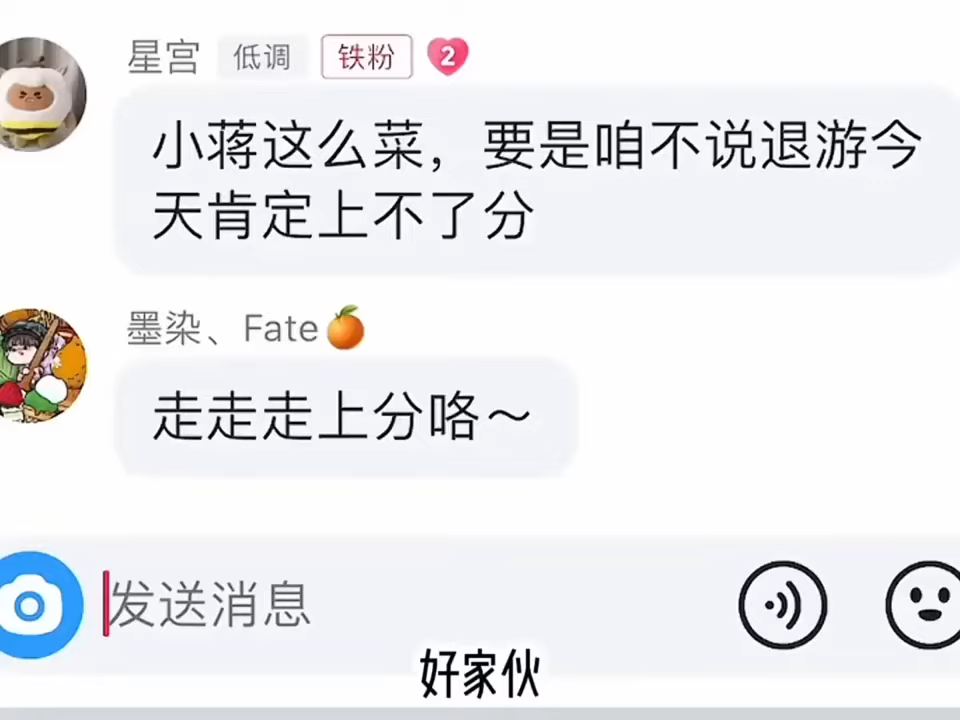 星宫 低调 铁粉 2
小蒋这么菜，要是咱不说退游今
天肯定上不了分
墨染、Fate🍊
走走走上分咯～
发送消息
好家伙